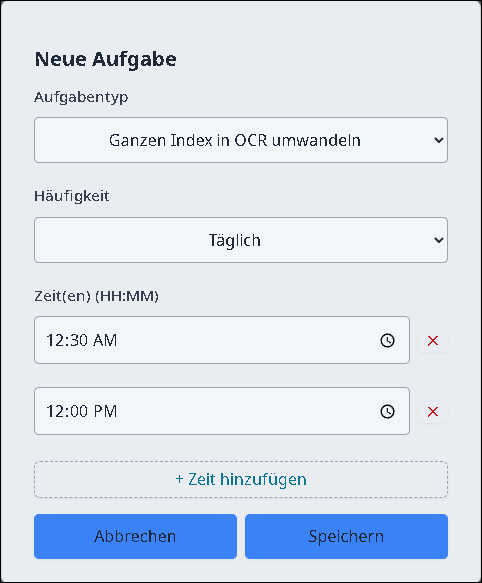 Neue Aufgabe
Aufgabentyp
Ganzen Index in OCR umwandeln
Häufigkeit
Täglich
Zeit(en) (HH:MM)
12:30 AM
12:00 PM
+ Zeit hinzufügen
Abbrechen
Speichern